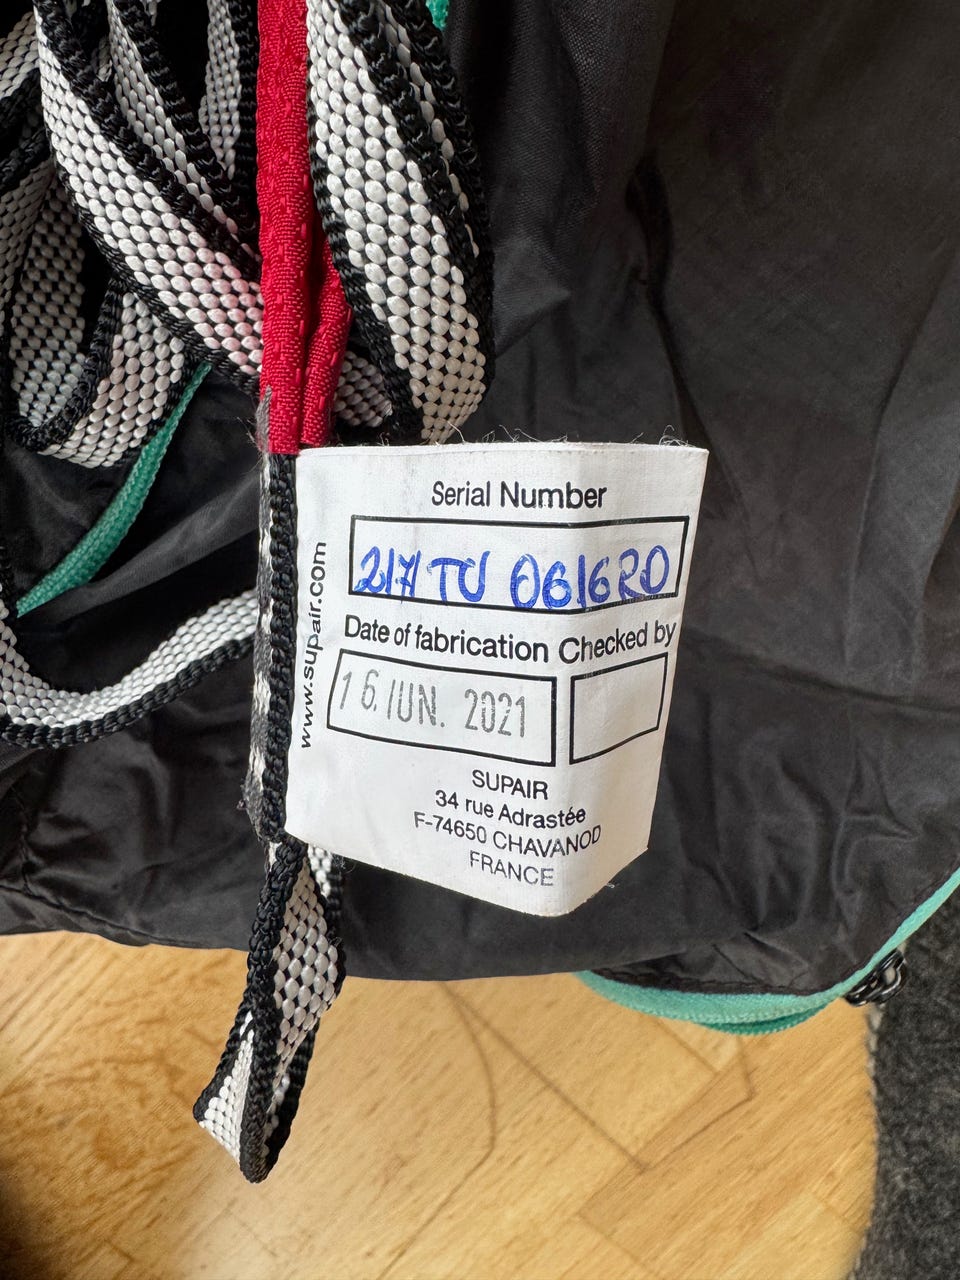 Serial Number
217TU 0616RO
Date of fabrication Checked by
16. JUN. 2021
SUPAIR
34 rue Adrastée
F-74650 CHAVANOD
FRANCE
www.supair.com